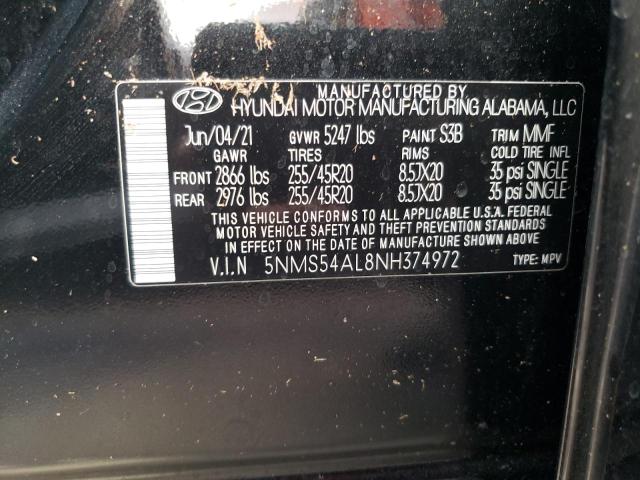 MANUFACTURED BY
HYUNDAI MOTOR MANUFACTURING ALABAMA, LLC
Jun/04/21 GVWR 5247 lbs PAINT S3B TRIM MMF
GAWR TIRES RIMS COLD TIRE INFL
FRONT 2866 lbs 255/45R20 8.5JX20 35 psi SINGLE
REAR 2976 lbs 255/45R20 8.5JX20 35 psi SINGLE
THIS VEHICLE CONFORMS TO ALL APPLICABLE U.S.A. FEDERAL
MOTOR VEHICLE SAFETY AND THEFT PREVENTION STANDARDS
IN EFFECT ON THE DATE OF MANUFACTURE SHOWN ABOVE.
V.I.N 5NMS54AL8NH374972 TYPE: MPV